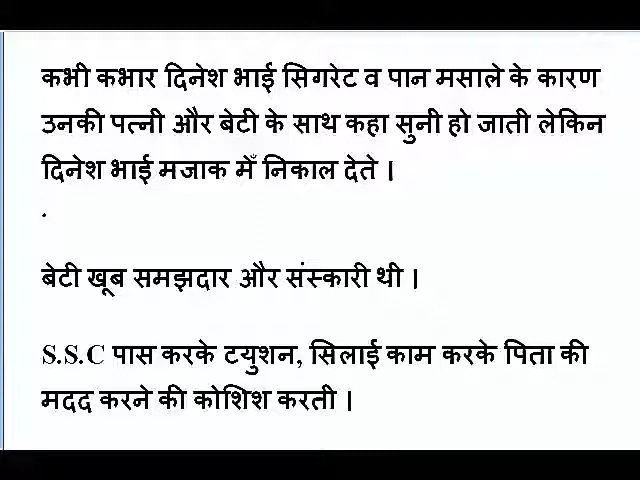 कभी कभार दिनेश भाई सिगरेट व पान मसाले के कारण
उनकी पत्नी और बेटी के साथ कहा सुनी हो जाती लेकिन
दिनेश भाई मजाक मेँ निकाल देते ।
.
बेटी खूब समझदार और संस्कारी थी ।
S.S.C पास करके टयुशन, सिलाई काम करके पिता की
मदद करने की कोशिश करती ।